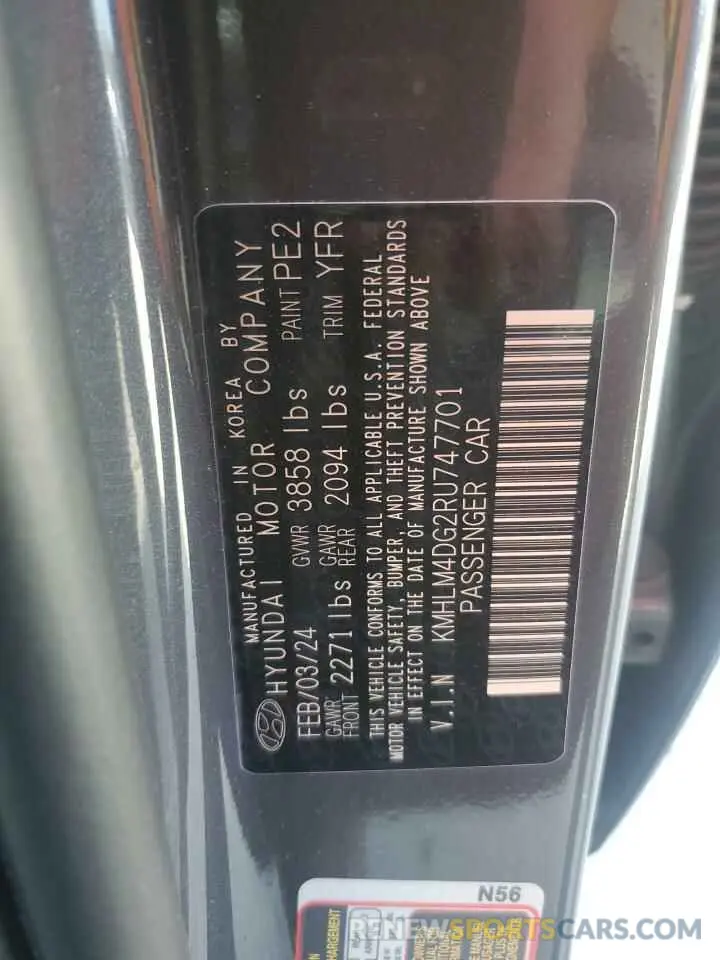 MANUFACTURED IN KOREA BY
HYUNDAI MOTOR COMPANY
FEB/03/24 GVWR 3858 lbs PAINT PE2
GAWR FRONT 2271 lbs GAWR REAR 2094 lbs TRIM YFR
THIS VEHICLE CONFORMS TO ALL APPLICABLE U.S.A. FEDERAL
MOTOR VEHICLE SAFETY, BUMPER, AND THEFT PREVENTION STANDARDS
IN EFFECT ON THE DATE OF MANUFACTURE SHOWN ABOVE
V.I.N KMHLM4DG2RU747701
PASSENGER CAR
N56
RENEWSPORTSCARS.COM